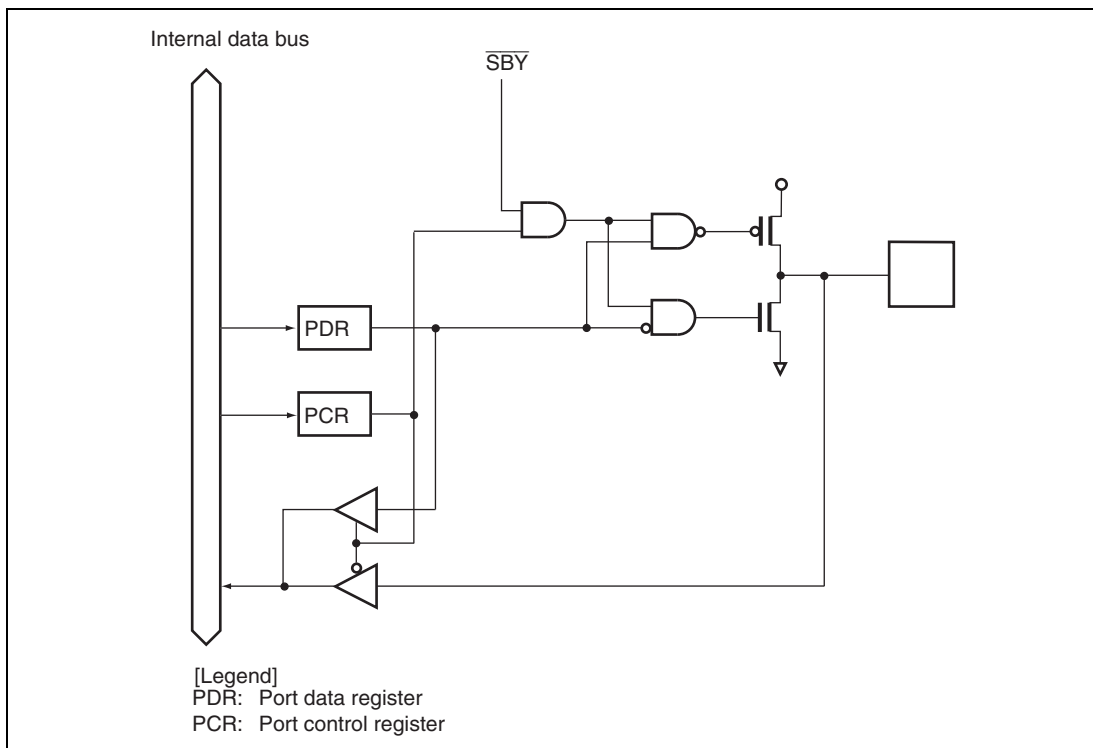 Internal data bus
SBY
PDR
PCR
[Legend]
PDR: Port data register
PCR: Port control register